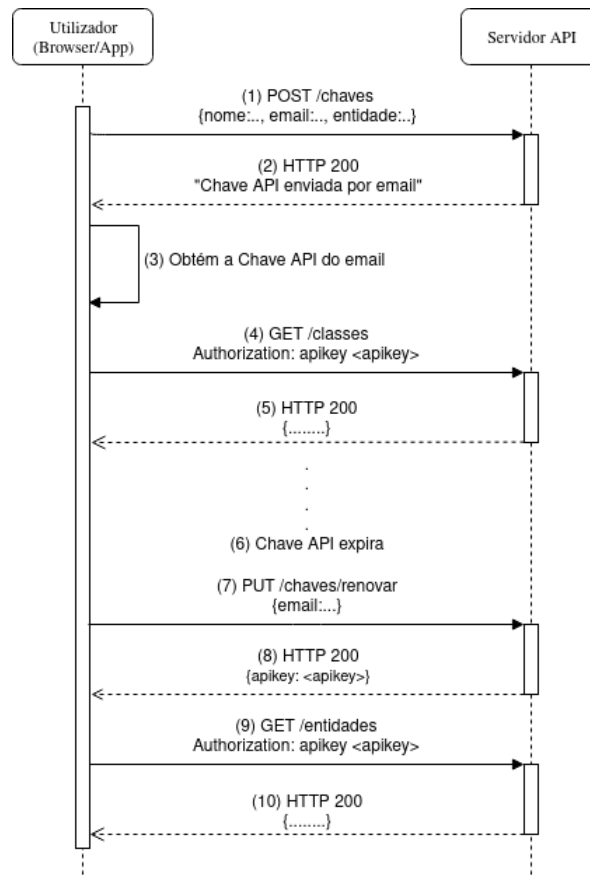 Utilizador
(Browser/App)
Servidor API
(1) POST /chaves
{nome:.., email:.., entidade:..}
(2) HTTP 200
"Chave API enviada por email"
(3) Obtém a Chave API do email
(4) GET /classes
Authorization: apikey <apikey>
(5) HTTP 200
{........}
.
.
.
.
(6) Chave API expira
(7) PUT /chaves/renovar
{email:...}
(8) HTTP 200
{apikey: <apikey>}
(9) GET /entidades
Authorization: apikey <apikey>
(10) HTTP 200
{........}